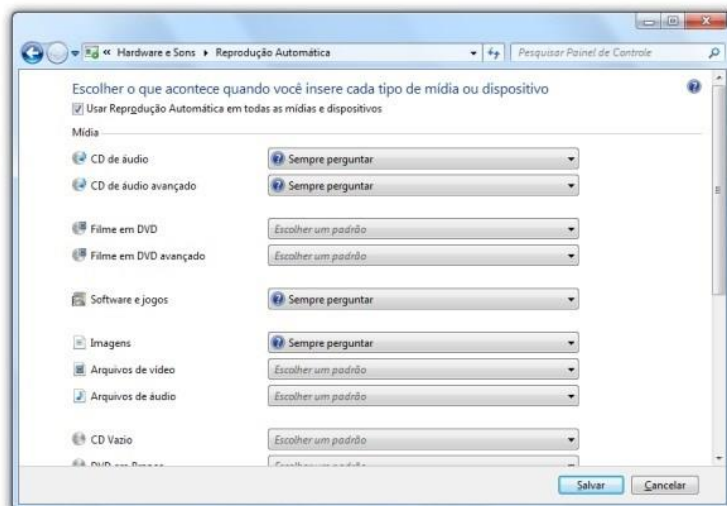 « Hardware e Sons ▸ Reprodução Automática
Pesquisar Painel de Controle
Escolher o que acontece quando você insere cada tipo de mídia ou dispositivo
Usar Reprodução Automática em todas as mídias e dispositivos
Mídia
CD de áudio Sempre perguntar
CD de áudio avançado Sempre perguntar
Filme em DVD Escolher um padrão
Filme em DVD avançado Escolher um padrão
Software e jogos Sempre perguntar
Imagens Sempre perguntar
Arquivos de vídeo Escolher um padrão
Arquivos de áudio Escolher um padrão
CD Vazio Escolher um padrão
Salvar Cancelar